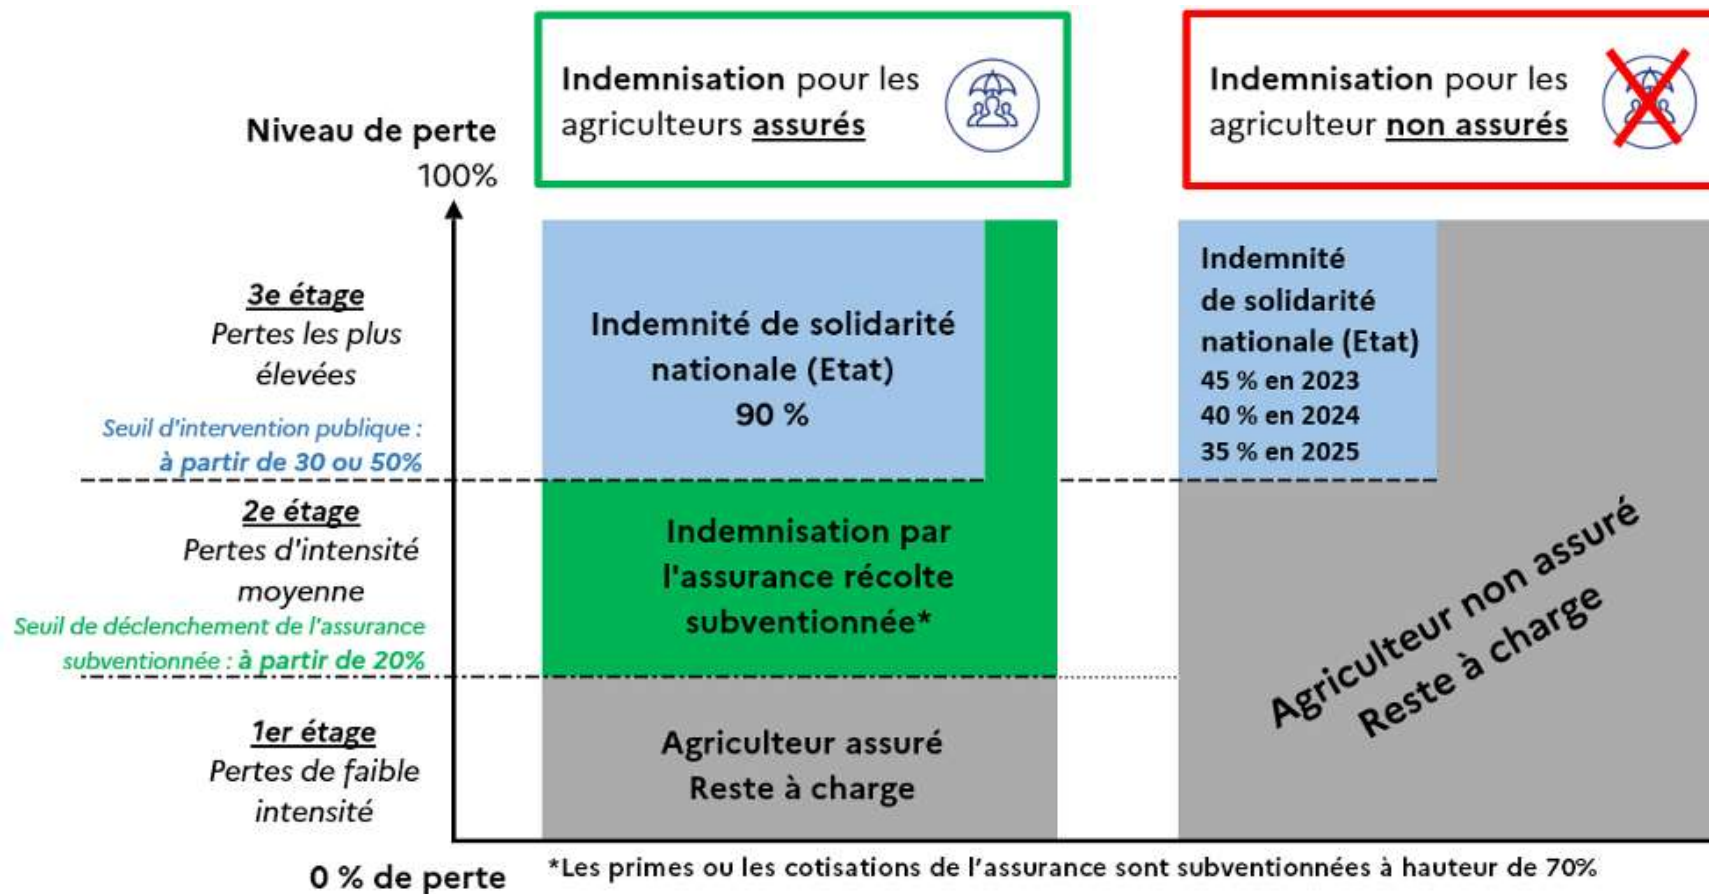 Indemnisation pour les
agriculteurs assurés
Indemnisation pour les
agriculteur non assurés
Niveau de perte
100%
3e étage
Pertes les plus
élevées
Seuil d'intervention publique :
à partir de 30 ou 50%
2e étage
Pertes d'intensité
moyenne
Seuil de déclenchement de l'assurance
subventionnée : à partir de 20%
1er étage
Pertes de faible
intensité
0 % de perte
Indemnité de solidarité
nationale (Etat)
90 %
Indemnisation par
l'assurance récolte
subventionnée*
Agriculteur assuré
Reste à charge
Indemnité
de solidarité
nationale (Etat)
45 % en 2023
40 % en 2024
35 % en 2025
Agriculteur non assuré
Reste à charge
*Les primes ou les cotisations de l'assurance sont subventionnées à hauteur de 70%